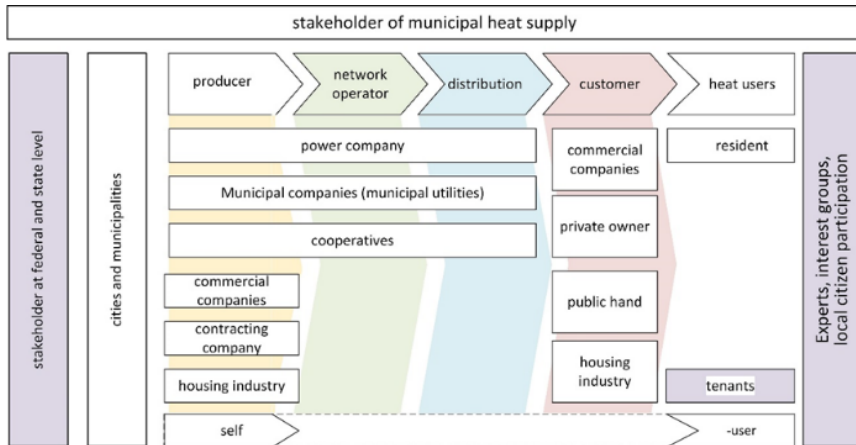 stakeholder of municipal heat supply
stakeholder at federal and state level
cities and municipalities
producer
network
operator
distribution
customer
heat users
power company
Municipal companies (municipal utilities)
cooperatives
commercial
companies
contracting
company
housing industry
commercial
companies
private owner
public hand
housing
industry
resident
tenants
self
-user
Experts, interest groups,
local citizen participation